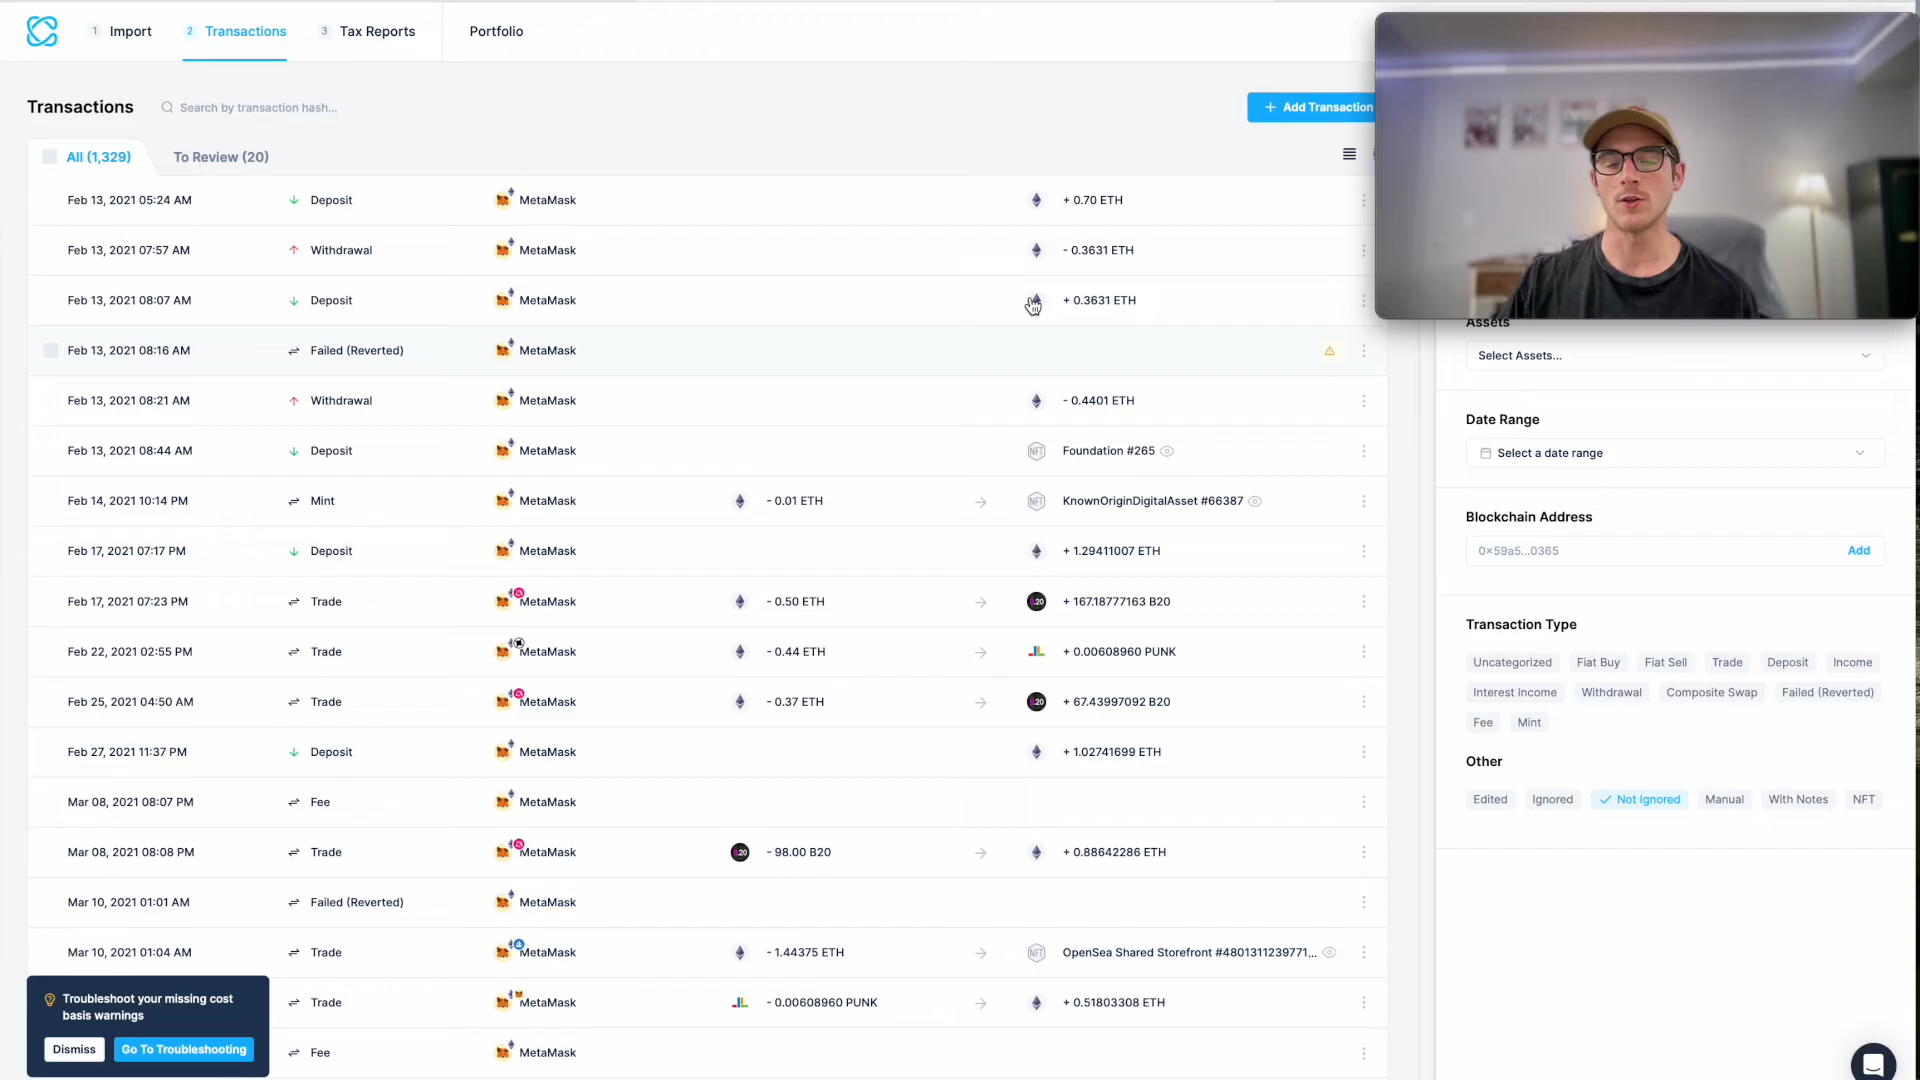 1 Import 2 Transactions 3 Tax Reports Portfolio
Transactions Search by transaction hash... + Add Transaction
All (1,329) To Review (20)
Feb 13, 2021 05:24 AM Deposit MetaMask + 0.70 ETH
Feb 13, 2021 07:57 AM Withdrawal MetaMask - 0.3631 ETH
Feb 13, 2021 08:07 AM Deposit MetaMask + 0.3631 ETH
Feb 13, 2021 08:16 AM Failed (Reverted) MetaMask
Feb 13, 2021 08:21 AM Withdrawal MetaMask - 0.4401 ETH
Feb 13, 2021 08:44 AM Deposit MetaMask NFT Foundation #265
Feb 14, 2021 10:14 PM Mint MetaMask - 0.01 ETH NFT KnownOriginDigitalAsset #66387
Feb 17, 2021 07:17 PM Deposit MetaMask + 1.29411007 ETH
Feb 17, 2021 07:23 PM Trade MetaMask - 0.50 ETH + 167.18777163 B20
Feb 22, 2021 02:55 PM Trade MetaMask - 0.44 ETH + 0.00608960 PUNK
Feb 25, 2021 04:50 AM Trade MetaMask - 0.37 ETH + 67.43997092 B20
Feb 27, 2021 11:37 PM Deposit MetaMask + 1.02741699 ETH
Mar 08, 2021 08:07 PM Fee MetaMask
Mar 08, 2021 08:08 PM Trade MetaMask - 98.00 B20 + 0.88642286 ETH
Mar 10, 2021 01:01 AM Failed (Reverted) MetaMask
Mar 10, 2021 01:04 AM Trade MetaMask - 1.44375 ETH NFT OpenSea Shared Storefront #4801311239771...
Trade MetaMask - 0.00608960 PUNK + 0.51803308 ETH
Fee MetaMask
Troubleshoot your missing cost
basis warnings
Dismiss Go To Troubleshooting
Assets
Select Assets...
Date Range
Select a date range
Blockchain Address
0x59a5...0365 Add
Transaction Type
Uncategorized Fiat Buy Fiat Sell Trade Deposit Income
Interest Income Withdrawal Composite Swap Failed (Reverted)
Fee Mint
Other
Edited Ignored Not Ignored Manual With Notes NFT